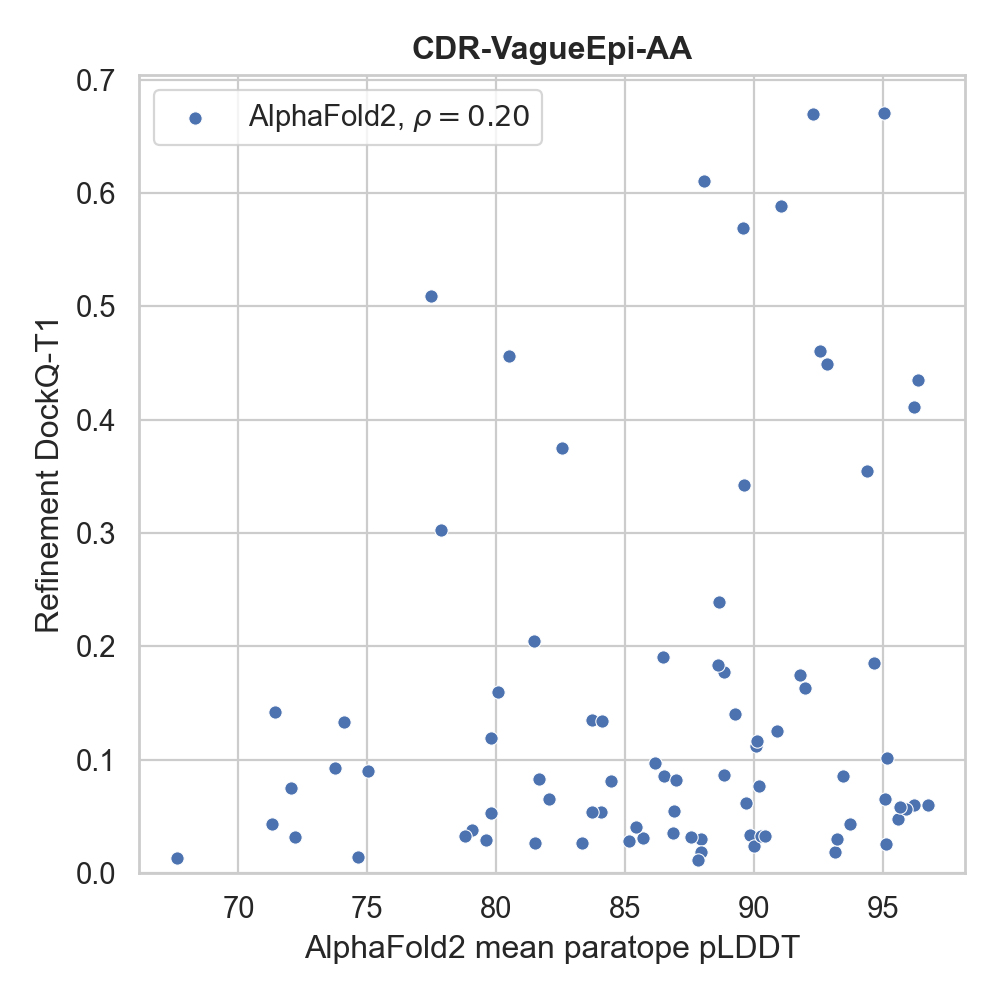 CDR-VagueEpi-AA
AlphaFold2, ρ = 0.20
Refinement DockQ-T1
0.7
0.6
0.5
0.4
0.3
0.2
0.1
0.0
70 75 80 85 90 95
AlphaFold2 mean paratope pLDDT